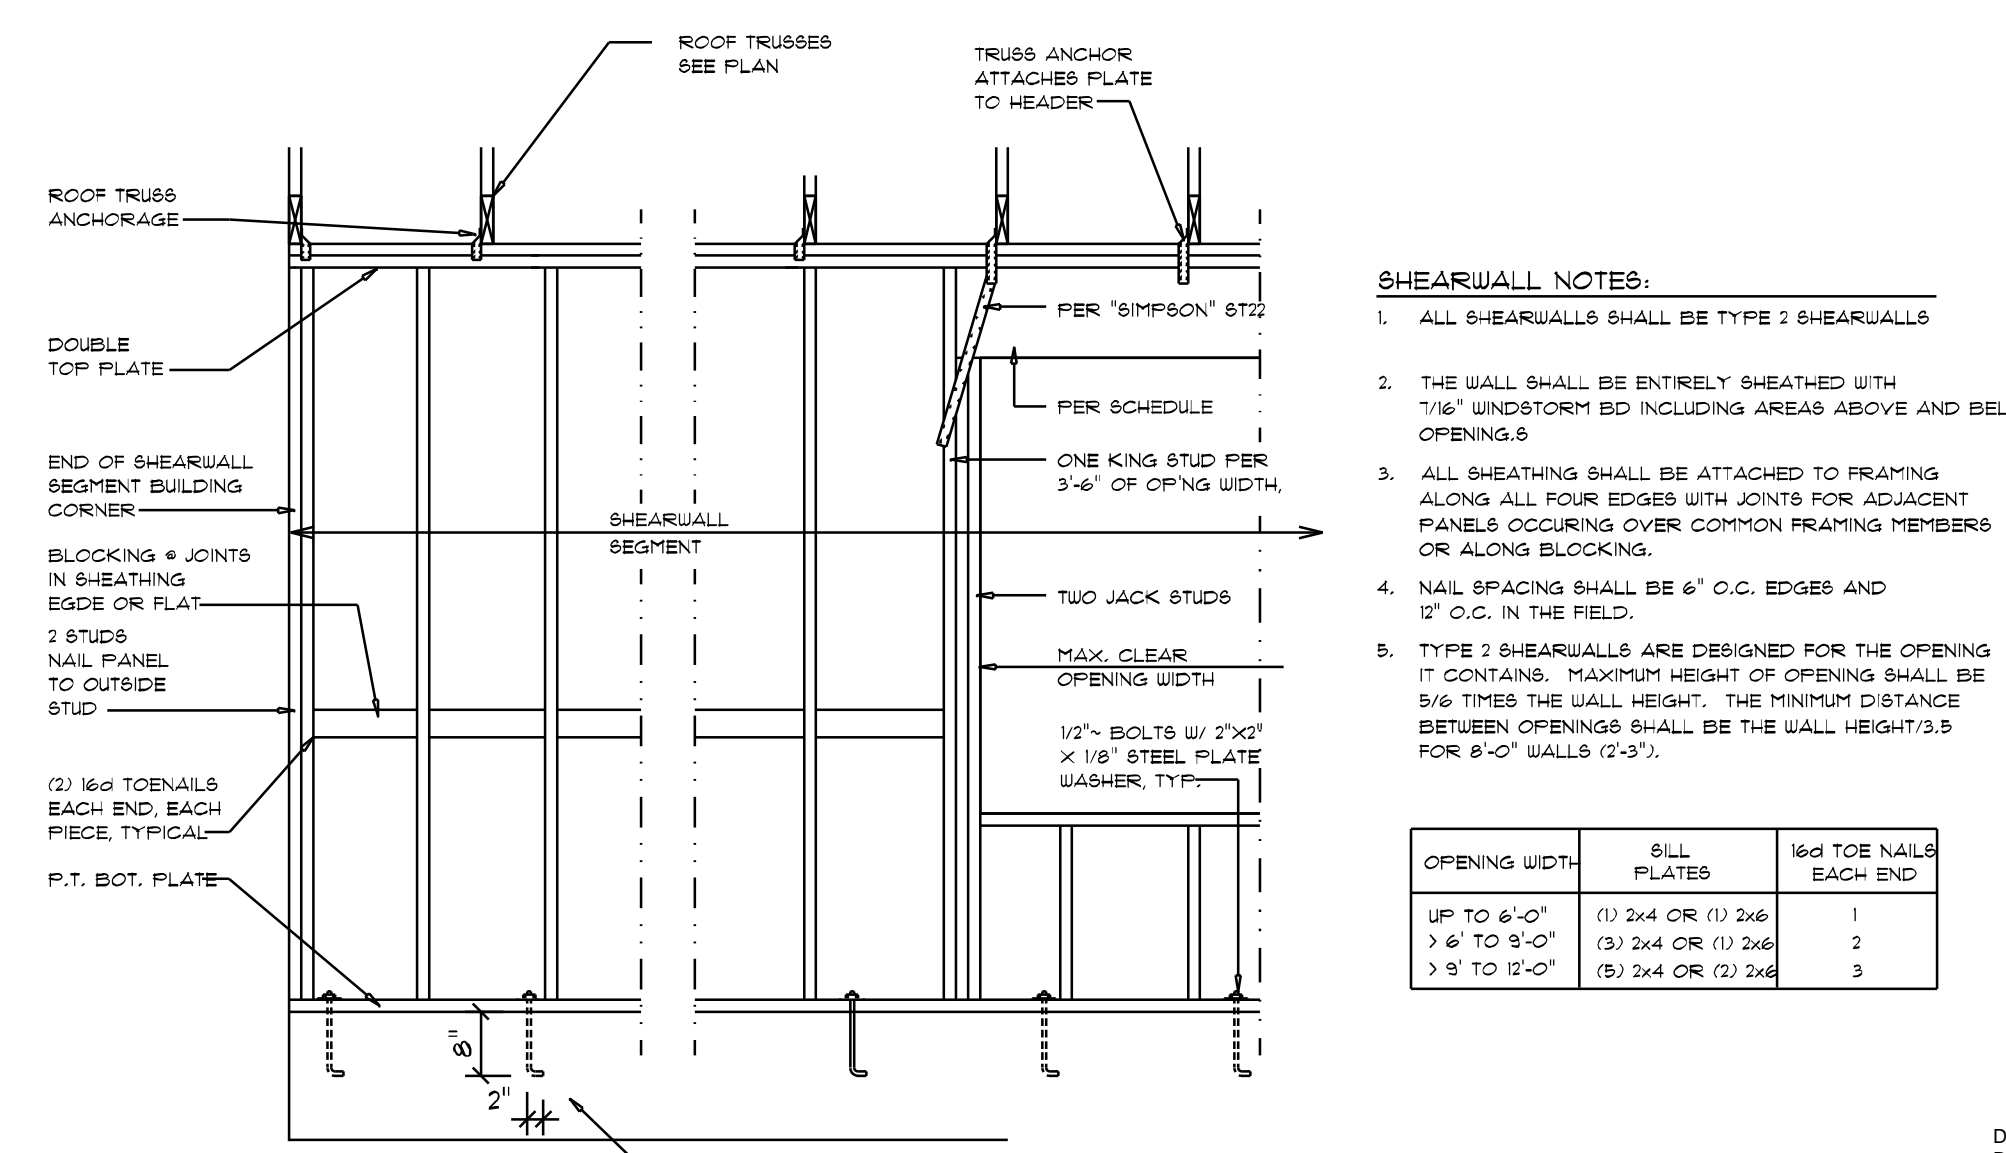 ROOF TRUSSES
SEE PLAN
TRUSS ANCHOR
ATTACHES PLATE
TO HEADER
ROOF TRUSS
ANCHORAGE
DOUBLE
TOP PLATE
END OF SHEARWALL
SEGMENT BUILDING
CORNER
BLOCKING @ JOINTS
IN SHEATHING
EGDE OR FLAT
2 STUDS
NAIL PANEL
TO OUTSIDE
STUD
(2) 16d TOENAILS
EACH END, EACH
PIECE, TYPICAL
P.T. BOT. PLATE
SHEARWALL
SEGMENT
PER "SIMPSON" ST22
PER SCHEDULE
ONE KING STUD PER
3'-6" OF OP'NG WIDTH,
TWO JACK STUDS
MAX. CLEAR
OPENING WIDTH
1/2"~ BOLTS W/ 2"X2"
X 1/8" STEEL PLATE
WASHER, TYP.
8"
2"
SHEARWALL NOTES:
1. ALL SHEARWALLS SHALL BE TYPE 2 SHEARWALLS
2. THE WALL SHALL BE ENTIRELY SHEATHED WITH
7/16" WINDSTORM BD INCLUDING AREAS ABOVE AND BEL
OPENING.S
3. ALL SHEATHING SHALL BE ATTACHED TO FRAMING
ALONG ALL FOUR EDGES WITH JOINTS FOR ADJACENT
PANELS OCCURING OVER COMMON FRAMING MEMBERS
OR ALONG BLOCKING.
4. NAIL SPACING SHALL BE 6" O.C. EDGES AND
12" O.C. IN THE FIELD.
5. TYPE 2 SHEARWALLS ARE DESIGNED FOR THE OPENING
IT CONTAINS. MAXIMUM HEIGHT OF OPENING SHALL BE
5/6 TIMES THE WALL HEIGHT. THE MINIMUM DISTANCE
BETWEEN OPENINGS SHALL BE THE WALL HEIGHT/3.5
FOR 8'-0" WALLS (2'-3").
OPENING WIDTH
SILL
PLATES
16d TOE NAILS
EACH END
UP TO 6'-0" (1) 2x4 OR (1) 2x6 1
> 6' TO 9'-0" (3) 2x4 OR (1) 2x6 2
> 9' TO 12'-0" (5) 2x4 OR (2) 2x6 3
D